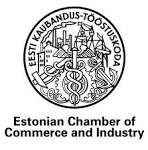 EESTI KAUBANDUS-TÖÖSTUSKODA
Estonian Chamber of
Commerce and Industry